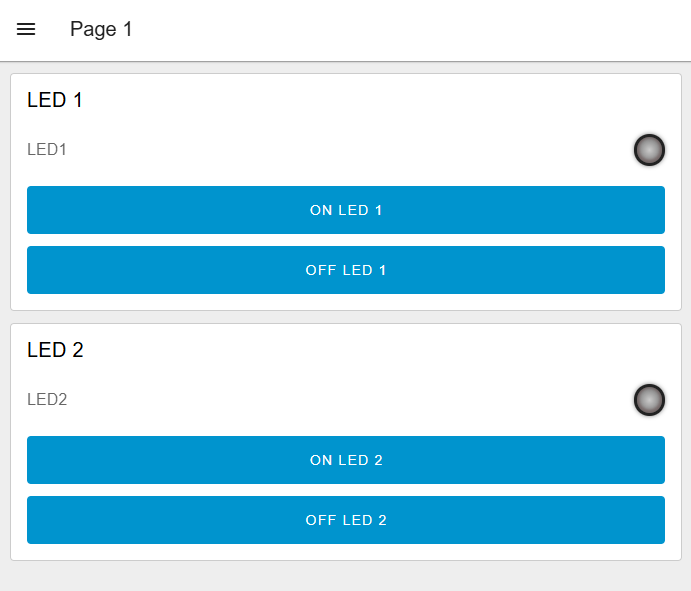 Page 1
LED 1
LED1
ON LED 1
OFF LED 1
LED 2
LED2
ON LED 2
OFF LED 2